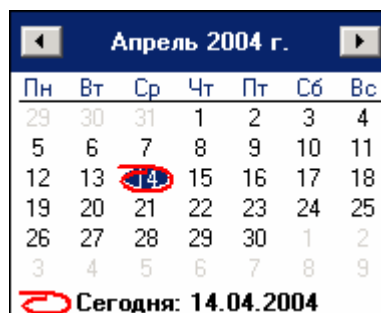 Апрель 2004 г.
Пн Вт Ср Чт Пт Сб Вс
29 30 31 1 2 3 4
5 6 7 8 9 10 11
12 13 14 15 16 17 18
19 20 21 22 23 24 25
26 27 28 29 30 1 2
3 4 5 6 7 8 9
Сегодня: 14.04.2004